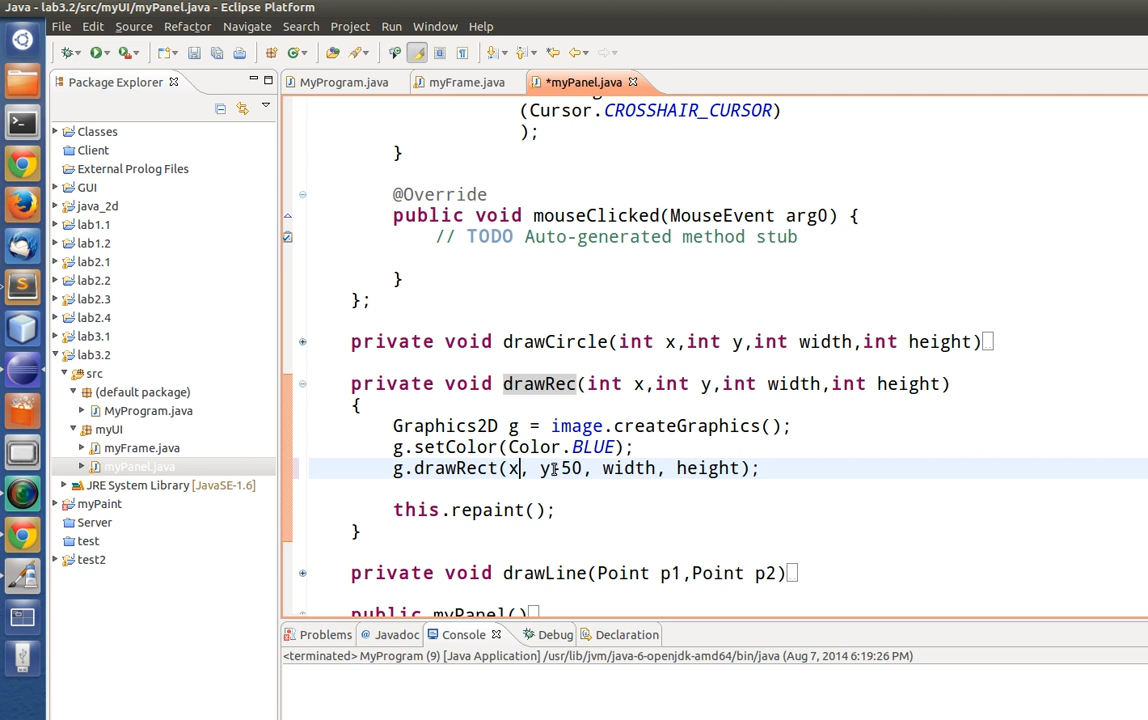 Java - lab3.2/src/myUI/myPanel.java - Eclipse Platform
File Edit Source Refactor Navigate Search Project Run Window Help
Package Explorer
MyProgram.java
myFrame.java
*myPanel.java
Classes
Client
External Prolog Files
GUI
java_2d
lab1.1
lab1.2
lab2.1
lab2.2
lab2.3
lab2.4
lab3.1
lab3.2
src
(default package)
MyProgram.java
myUI
myFrame.java
myPanel.java
JRE System Library [JavaSE-1.6]
myPaint
Server
test
test2
(Cursor.CROSSHAIR_CURSOR)
);
}
@Override
public void mouseClicked(MouseEvent arg0) {
// TODO Auto-generated method stub
}
};
private void drawCircle(int x,int y,int width,int height)
private void drawRec(int x,int y,int width,int height)
{
Graphics2D g = image.createGraphics();
g.setColor(Color.BLUE);
g.drawRect(x, y 50, width, height);
this.repaint();
}
private void drawLine(Point p1,Point p2)
public myPanel()
Problems Javadoc Console Debug Declaration
<terminated> MyProgram (9) [Java Application] /usr/lib/jvm/java-6-openjdk-amd64/bin/java (Aug 7, 2014 6:19:26 PM)